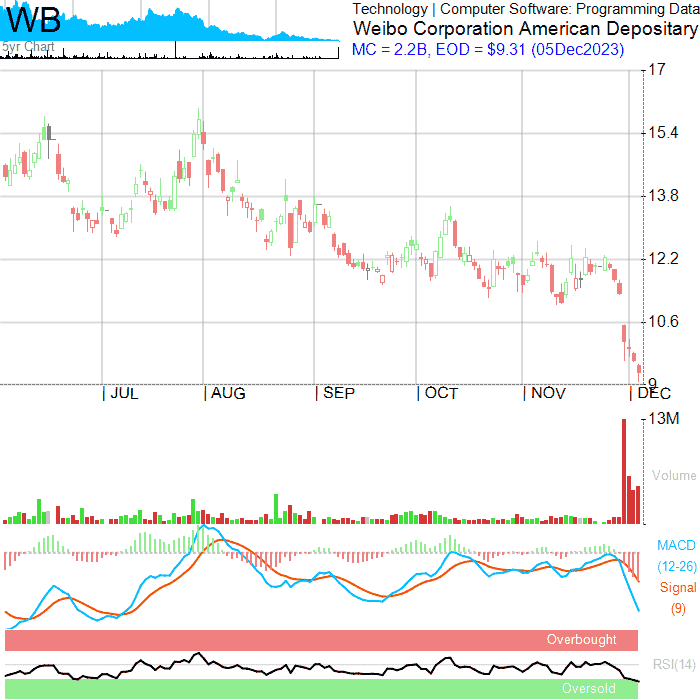 WB
5yr Chart
Technology | Computer Software: Programming Data
Weibo Corporation American Depositary
MC = 2.2B, EOD = $9.31 (05Dec2023)
17
15.4
13.8
12.2
10.6
9
JUL
AUG
SEP
OCT
NOV
DEC
13M
Volume
MACD
(12-26)
Signal
(9)
Overbought
RSI(14)
Oversold